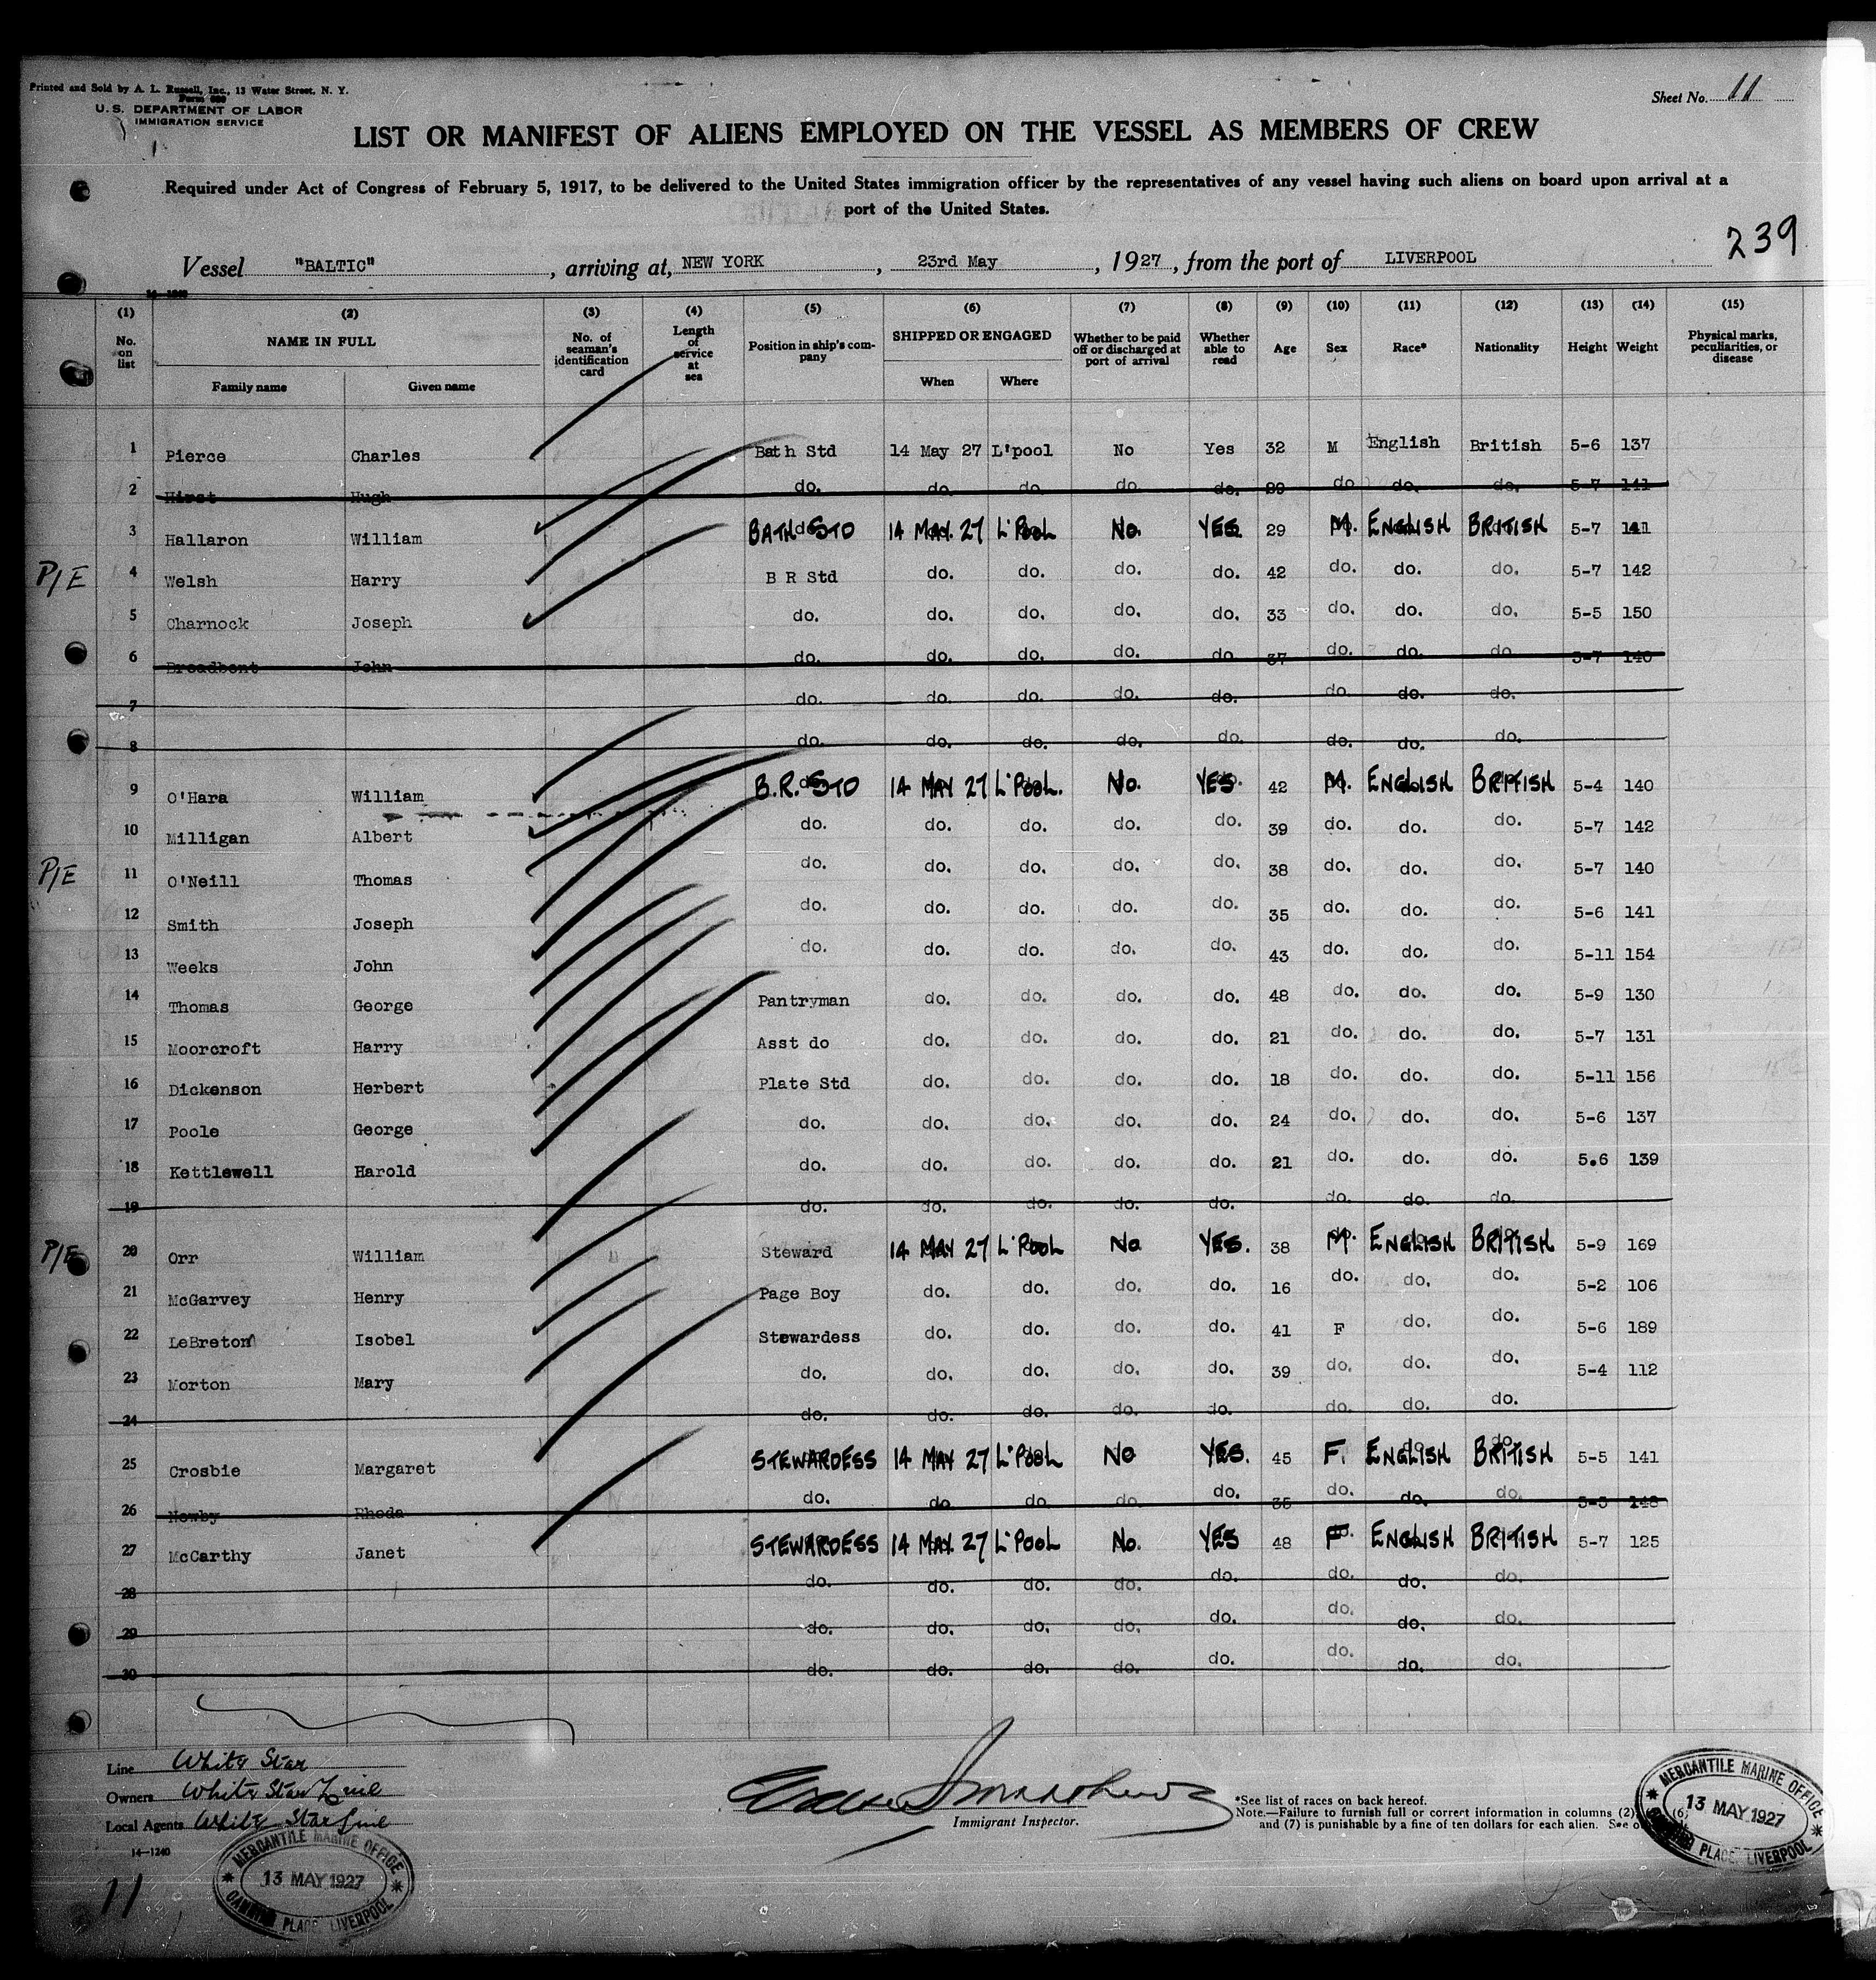 Printed and Sold by A. L. Russell, Inc., 13 Water Street, N. Y.
U. S. DEPARTMENT OF LABOR
IMMIGRATION SERVICE
Sheet No. 11
LIST OR MANIFEST OF ALIENS EMPLOYED ON THE VESSEL AS MEMBERS OF CREW
Required under Act of Congress of February 5, 1917, to be delivered to the United States immigration officer by the representatives of any vessel having such aliens on board upon arrival at a
port of the United States.
239
Vessel "BALTIC", arriving at, NEW YORK, 23rd May, 1927, from the port of LIVERPOOL
(1) (2) (3) (4) (5) (6) (7) (8) (9) (10) (11) (12) (13) (14) (15)
No. on list NAME IN FULL No. of seaman's identification card Length of service at sea Position in ship's company SHIPPED OR ENGAGED Whether to be paid off or discharged at port of arrival Whether able to read Age Sex Race* Nationality Height Weight Physical marks, peculiarities, or disease
Family name Given name When Where
1 Pierce Charles Bath Std 14 May 27 L'pool No Yes 32 M English British 5-6 137
2 Hirst Hugh do. do. do. do. do. 29 do do. do. 5-7 141
3 Hallaron William BATH STD 14 MAY. 27 L'POOL No. YES. 29 M. ENGLISH BRITISH 5-7 141
P/E 4 Welsh Harry B R Std do. do. do. do. 42 do. do. do. 5-7 142
5 Charnock Joseph do. do. do. do. do. 33 do. do. do. 5-5 150
6 Broadbent John do. do. do. do. do. 37 do. do. do. 5-7 140
7 do. do. do. do. do. do. do. do.
8 do. do. do. do. do. do. do. do.
9 O'Hara William B.R. STD 14 MAY 27 L'POOL. No. YES. 42 M. ENGLISH BRITISH 5-4 140
10 Milligan Albert do. do. do. do. do. 39 do. do. do. 5-7 142
P/E 11 O'Neill Thomas do. do. do. do. do. 38 do. do. do. 5-7 140
12 Smith Joseph do. do. do. do. do. 35 do. do. do. 5-6 141
13 Weeks John do. do. do. do. do. 43 do. do. do. 5-11 154
14 Thomas George Pantryman do. do. do. do. 48 do. do. do. 5-9 130
15 Moorcroft Harry Asst do do. do. do. do. 21 do. do. do. 5-7 131
16 Dickenson Herbert Plate Std do. do. do. do. 18 do. do. do. 5-11 156
17 Poole George do. do. do. do. do. 24 do. do. do. 5-6 137
18 Kettlewell Harold do. do. do. do. do. 21 do. do. do. 5.6 139
19 do. do. do. do. do. do. do. do.
P/E 20 Orr William Steward 14 MAY 27 L'POOL No YES. 38 M. ENGLISH BRITISH 5-9 169
21 McGarvey Henry Page Boy do. do. do. do. 16 do. do. do. 5-2 106
22 LeBreton Isobel Stewardess do. do. do. do. 41 F do. do. 5-6 189
23 Morton Mary do. do. do. do. do. 39 do. do. do. 5-4 112
24 do. do. do. do. do. do. do. do.
25 Crosbie Margaret STEWARDESS 14 MAY 27 L'POOL No YES. 45 F. ENGLISH BRITISH 5-5 141
26 Newby Rhoda do. do do do do. 35 do. do. do. 5-5 148
27 McCarthy Janet STEWARDESS 14 MAY. 27 L'POOL No. YES 48 F. ENGLISH BRITISH 5-7 125
28 do. do. do. do. do. do. do. do.
29 do. do. do. do. do. do. do. do.
30 do. do. do. do. do. do. do. do.
Line White Star
Owners White Star Line
Local Agents White Star Line
14-1240
Immigrant Inspector.
*See list of races on back hereof.
Note.—Failure to furnish full or correct information in columns (2), (6)
and (7) is punishable by a fine of ten dollars for each alien. See
MERCANTILE MARINE OFFICE
13 MAY 1927
PLACE, LIVERPOOL
11
MERCANTILE MARINE OFFICE
13 MAY 1927
CANNING PLACE LIVERPOOL